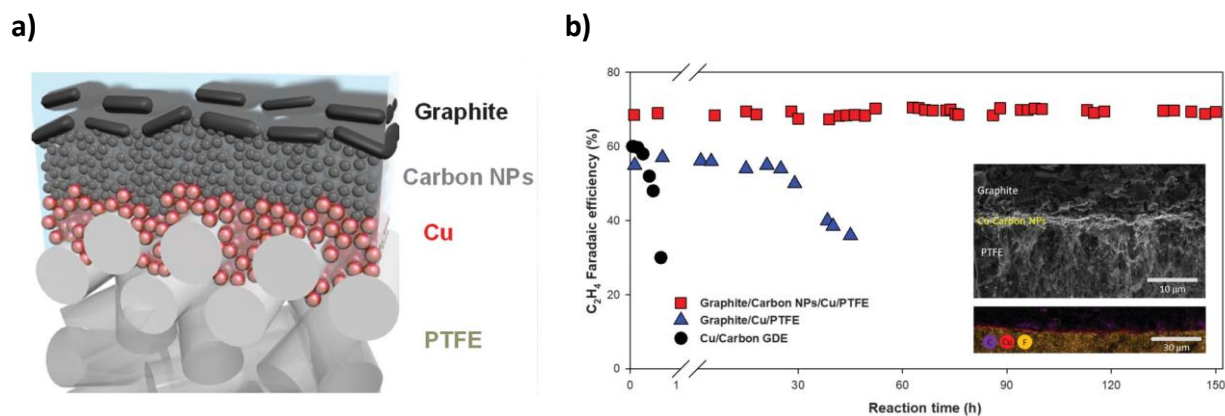 a)
Graphite
Carbon NPs
Cu
PTFE
b)
C₂H₄ Faradaic efficiency (%)
80
60
40
20
0
0
1
30
60
90
120
150
Reaction time (h)
Graphite/Carbon NPs/Cu/PTFE
Graphite/Cu/PTFE
Cu/Carbon GDE
Graphite
Cu-Carbon NPs
PTFE
10 µm
C Cu F
30 µm